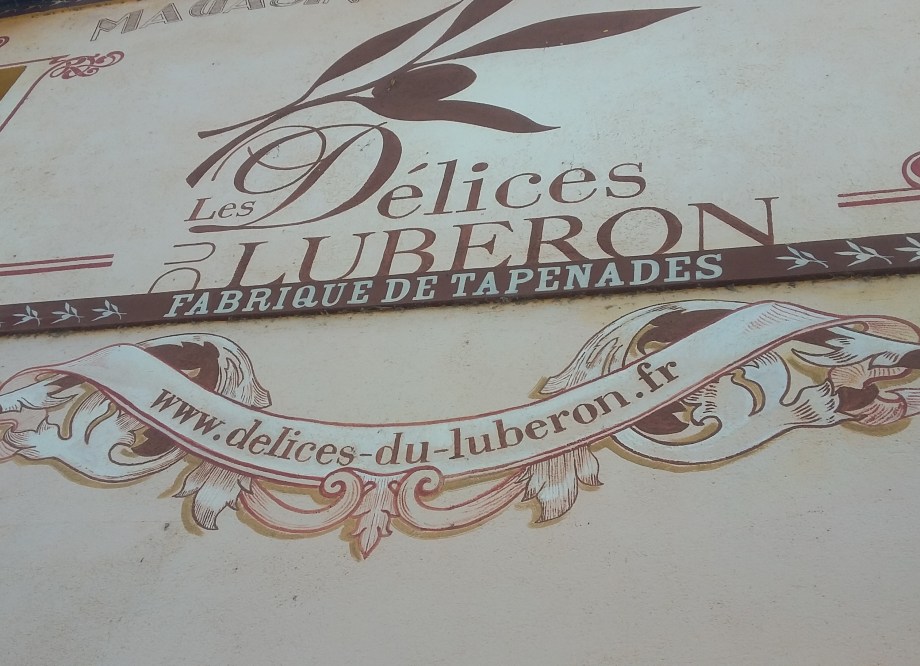 Les Délices
DU LUBERON
FABRIQUE DE TAPENADES
www.delices-du-luberon.fr